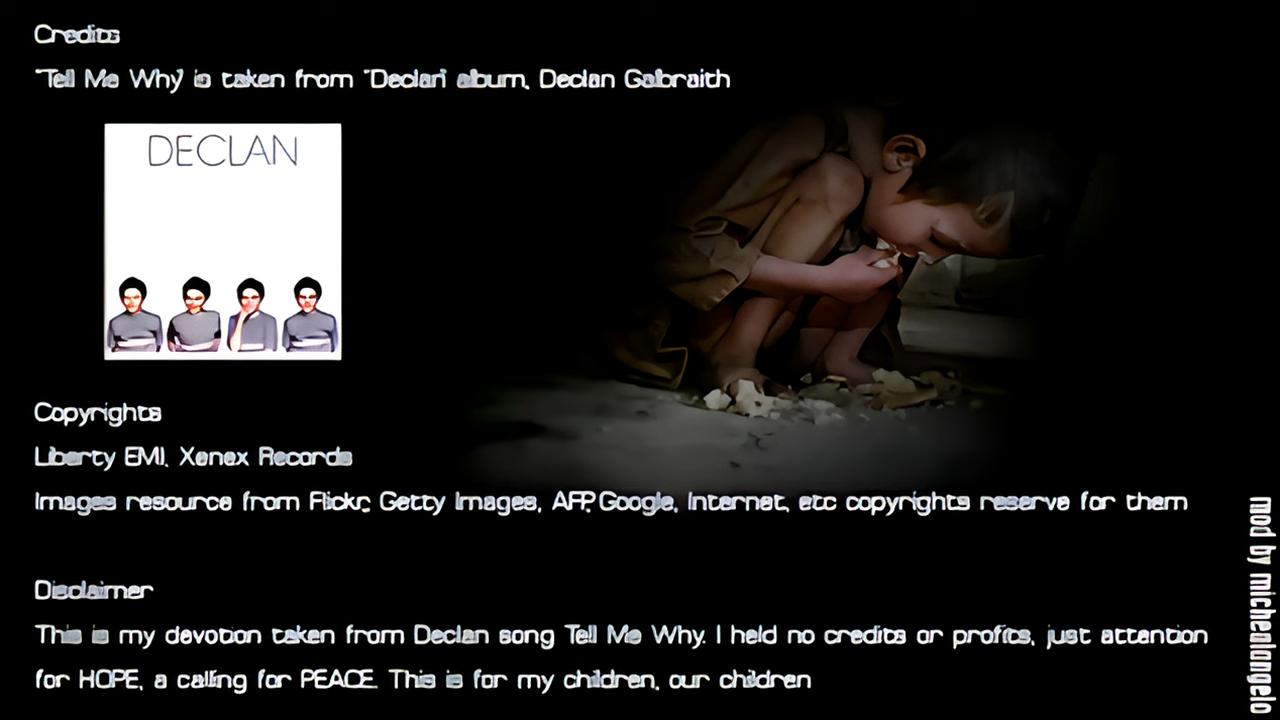 Credits
"Tell Me Why" is taken from "Declan" album, Declan Galbraith
DECLAN
Copyrights
Liberty EMI, Xenex Records
Images resource from Flickr, Getty Images, AFP, Google, Internet, etc copyrights reserve for them
Disclaimer
This is my devotion taken from Declan song Tell Me Why. I held no credits or profits, just attention
for HOPE, a calling for PEACE. This is for my children, our children
mod by michenlongelo